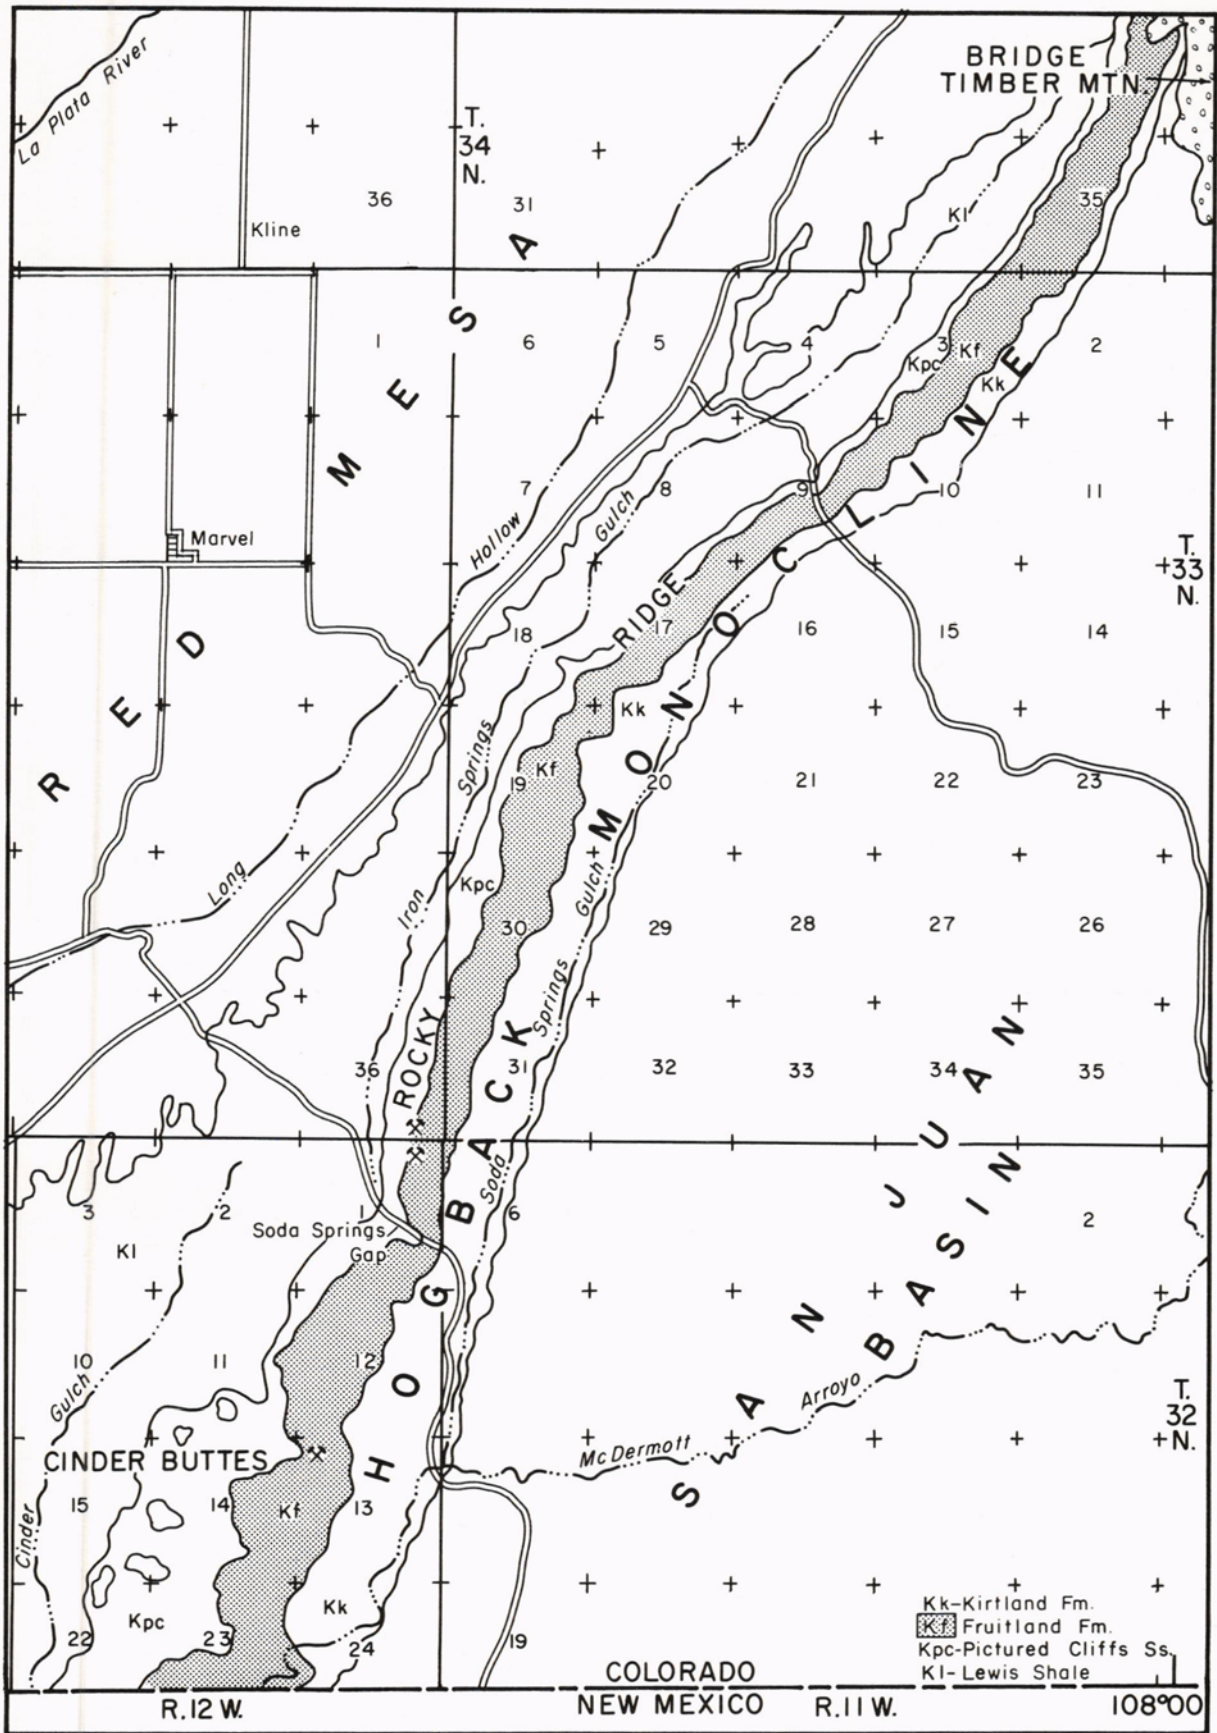 BRIDGE
TIMBER MTN.
La Plata River
T.
34
N.
36
31
35
Kline
Kl
RED MESA
1
6
5
4
3
2
Kpc
Kf
Kk
7
8
9
10
11
Hollow
Gulch
Marvel
T.
33
N.
RIDGE
18
17
16
15
14
Kk
Springs
19
Kf
20
21
22
23
Long
Iron
Kpc
Gulch
30
29
28
27
26
Springs
ROCKY
36
31
32
33
34
35
HOGBACK MONOCLINE
SAN JUAN
BASIN
Soda
3
2
1
6
2
Soda Springs
Gap
Kl
10
11
12
Gulch
Arroyo
McDermott
T.
32
N.
CINDER BUTTES
15
14
Kf
13
Cinder
Kpc
Kk
22
23
24
19
Kk-Kirtland Fm.
Kf Fruitland Fm.
Kpc-Pictured Cliffs Ss.
Kl-Lewis Shale
COLORADO
NEW MEXICO
R.12 W.
R.11 W.
108°00